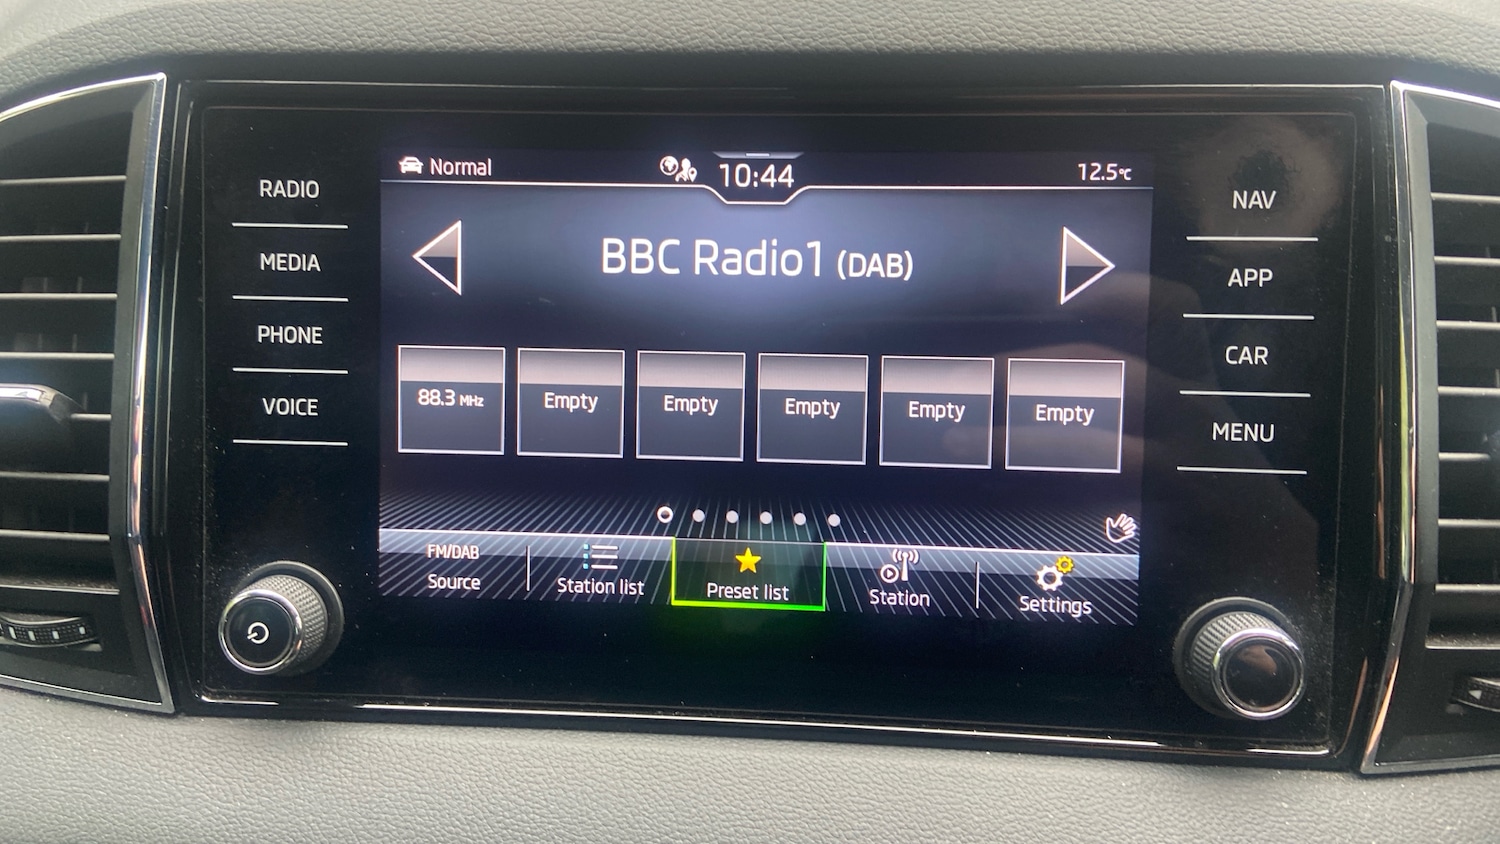 Normal
10:44
12.5°C
RADIO
MEDIA
PHONE
VOICE
BBC Radio1 (DAB)
88.3 MHz
Empty
Empty
Empty
Empty
Empty
FM/DAB
Source
Station list
Preset list
Station
Settings
NAV
APP
CAR
MENU